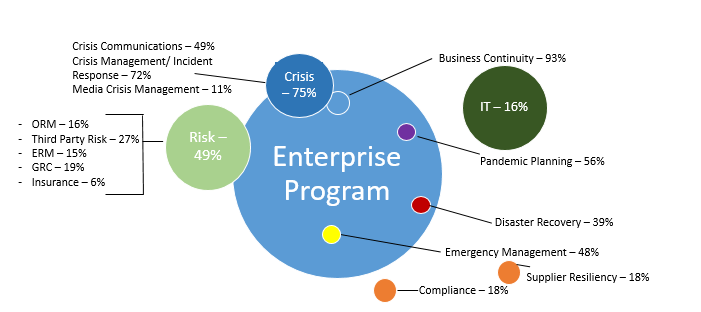 Crisis Communications – 49%
Crisis Management/ Incident
Response – 72%
Media Crisis Management – 11%
Crisis
– 75%
Business Continuity – 93%
IT – 16%
- ORM – 16%
- Third Party Risk – 27%
- ERM – 15%
- GRC – 19%
- Insurance – 6%
Risk –
49%
Enterprise
Program
Pandemic Planning – 56%
Disaster Recovery – 39%
Emergency Management – 48%
Supplier Resiliency – 18%
Compliance – 18%